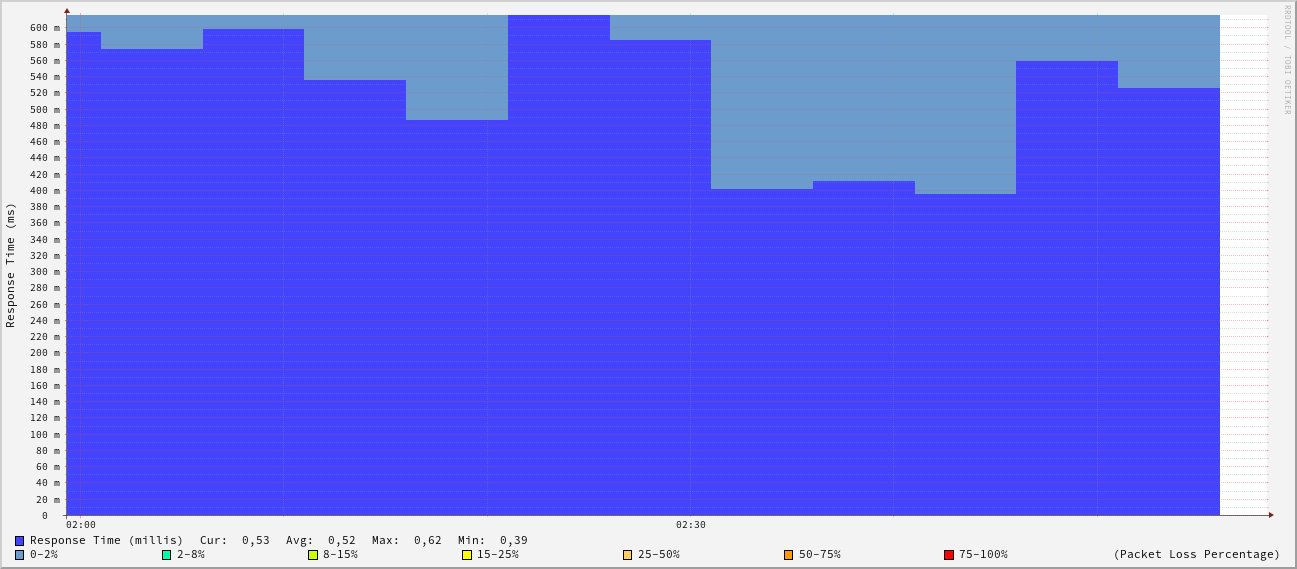 RRDTOOL / TOBI OETIKER
Response Time (ms)
600 m
580 m
560 m
540 m
520 m
500 m
480 m
460 m
440 m
420 m
400 m
380 m
360 m
340 m
320 m
300 m
280 m
260 m
240 m
220 m
200 m
180 m
160 m
140 m
120 m
100 m
80 m
60 m
40 m
20 m
0
02:00 02:30
Response Time (millis) Cur: 0,53 Avg: 0,52 Max: 0,62 Min: 0,39
0-2% 2-8% 8-15% 15-25% 25-50% 50-75% 75-100% (Packet Loss Percentage)